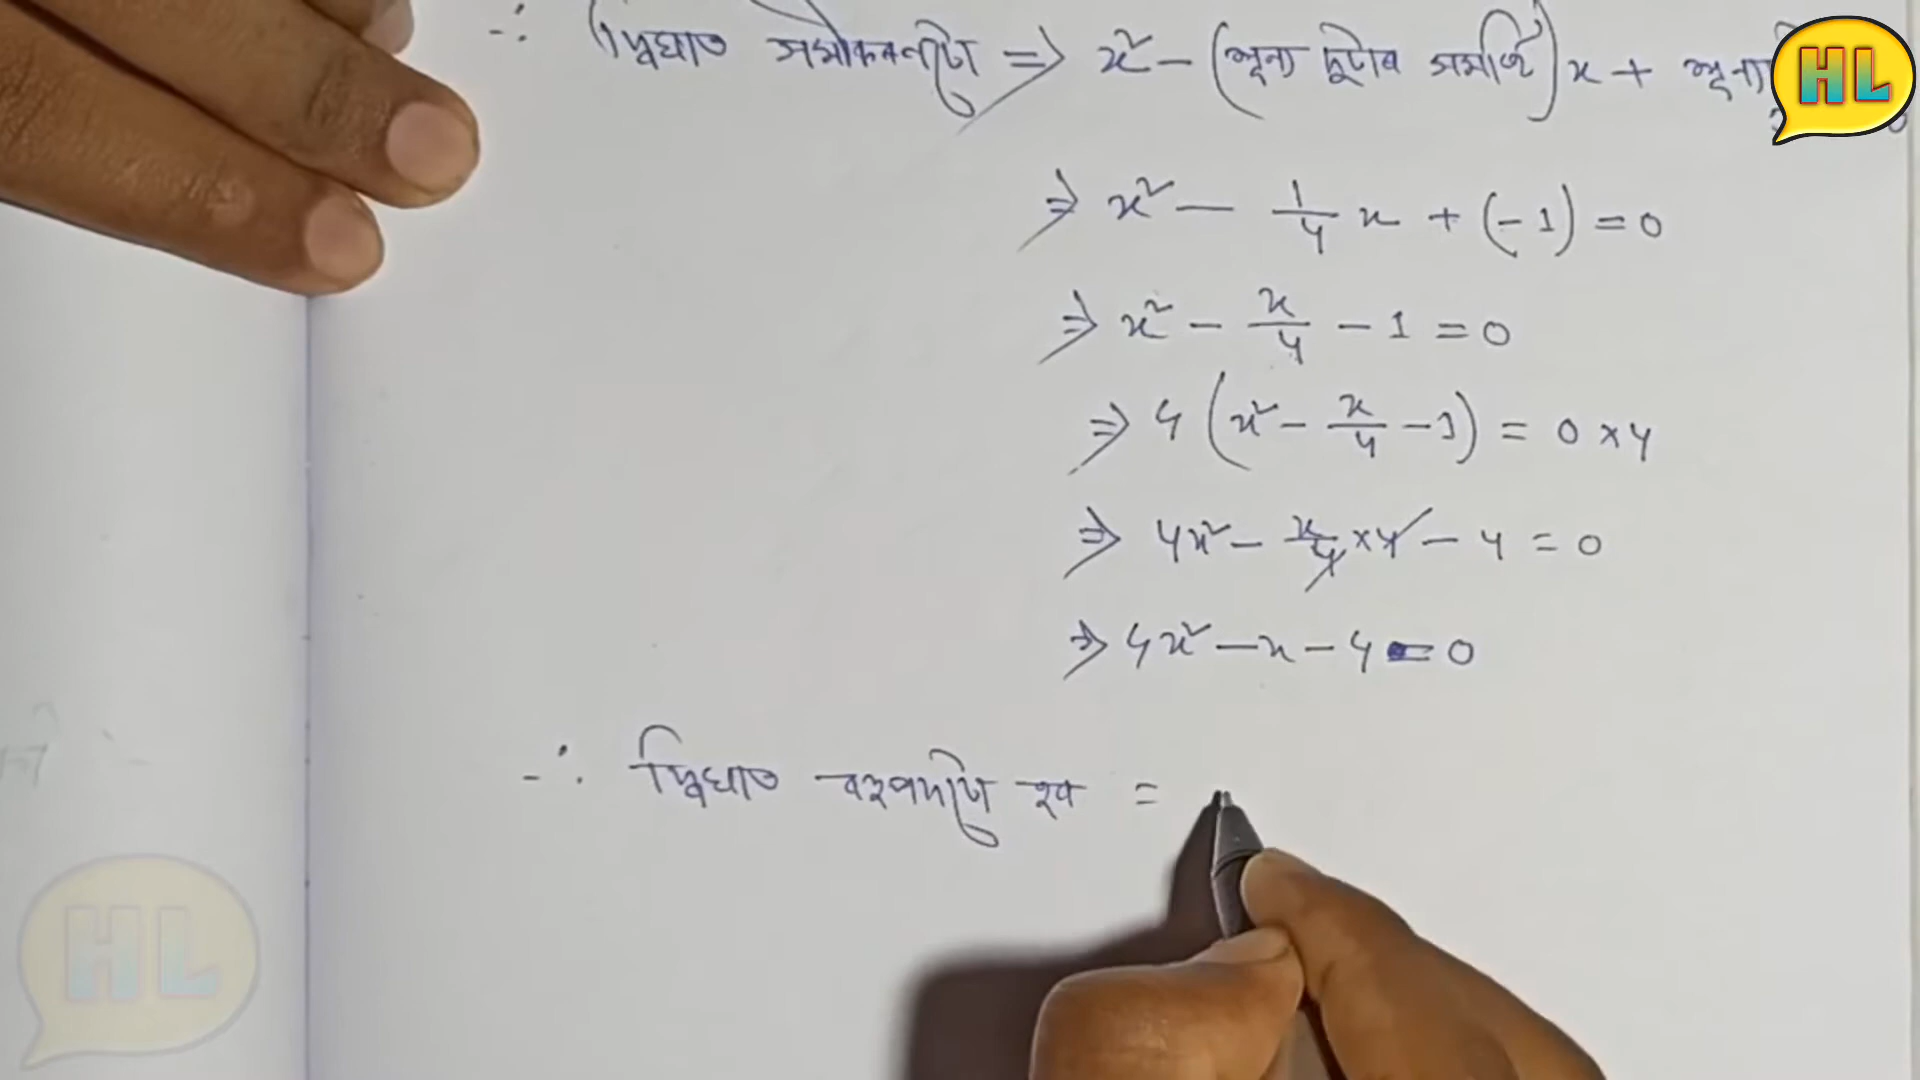 ∴ দ্বিঘাত সমীকৰণটো ⇒ x² - (শূন্য দুটাৰ সমষ্টি) x +
HL
⇒ x² - 1/4 x + (-1) = 0
⇒ x² - x/4 - 1 = 0
⇒ 4 (x² - x/4 - 1) = 0 × 4
⇒ 4x² - x/4 × 4 - 4 = 0
⇒ 4x² - x - 4 = 0
∴ দ্বিঘাত বহুপদটো হ'ব =
HL